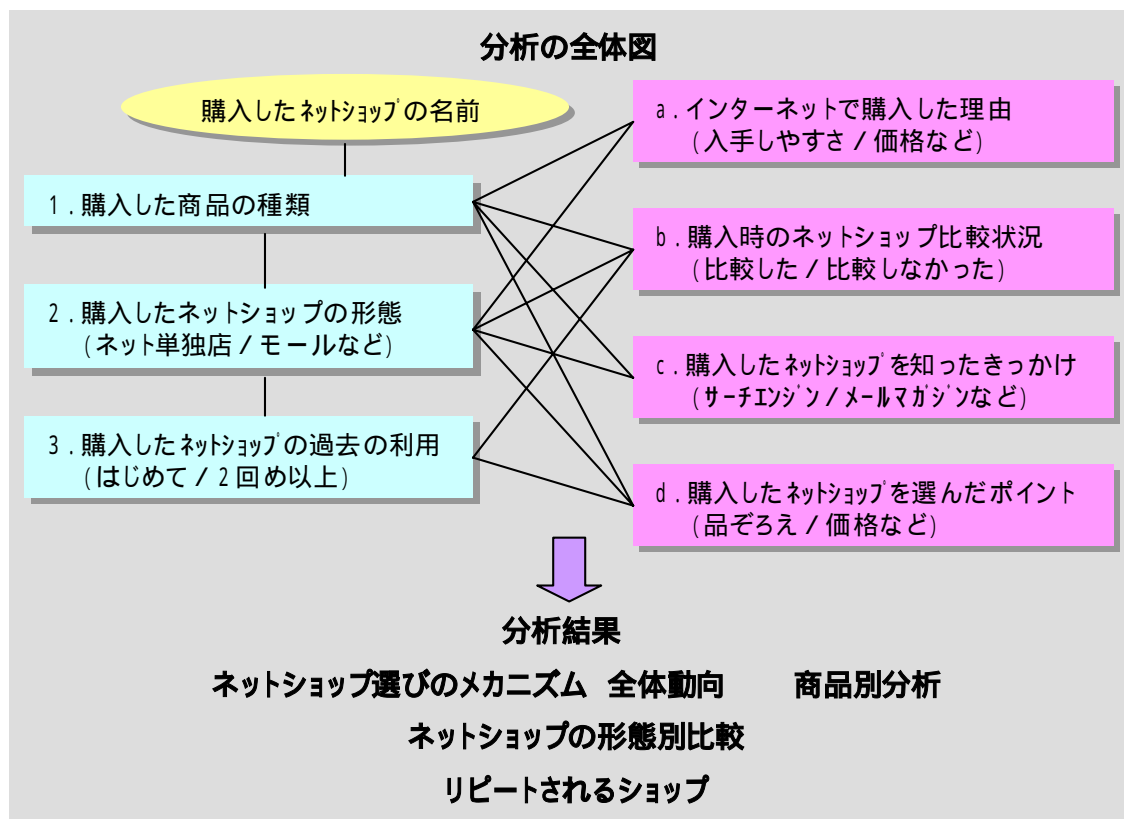 分析の全体図
購入したﾈｯﾄｼｮｯﾌﾟの名前
1.購入した商品の種類
2.購入したネットショップの形態
(ネット単独店/モールなど)
3.購入したﾈｯﾄｼｮｯﾌﾟの過去の利用
(はじめて/2回め以上)
a.インターネットで購入した理由
(入手しやすさ/価格など)
b.購入時のネットショップ比較状況
(比較した/比較しなかった)
c.購入したﾈｯﾄｼｮｯﾌﾟを知ったきっかけ
(ｻｰﾁｴﾝｼﾞﾝ/ﾒｰﾙﾏｶﾞｼﾞﾝなど)
d.購入したﾈｯﾄｼｮｯﾌﾟを選んだポイント
(品ぞろえ/価格など)
分析結果
ネットショップ選びのメカニズム 全体動向 商品別分析
ネットショップの形態別比較
リピートされるショップ